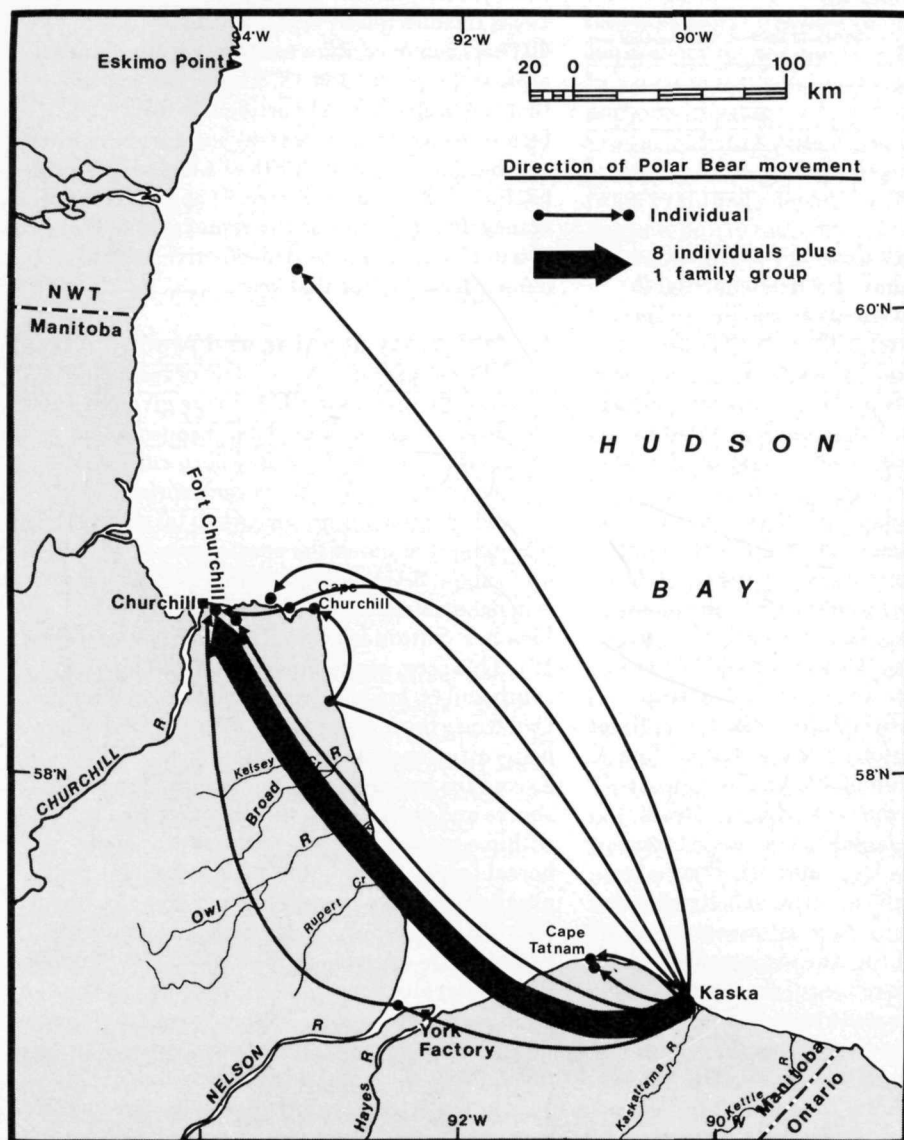 94°W 92°W 90°W
Eskimo Point
20 0 100
km
Direction of Polar Bear movement
Individual
8 individuals plus
1 family group
NWT
Manitoba
60°N
HUDSON
BAY
Fort Churchill
Churchill
Cape
Churchill
CHURCHILL R
58°N
58°N
Kelsey Cr
Broad R
Owl R
Rupert Cr
Cape
Tatnam
Kaska
York
Factory
NELSON R
Hayes R
Kaskattama R
Kettle R
Manitoba
Ontario
92°W
90°W